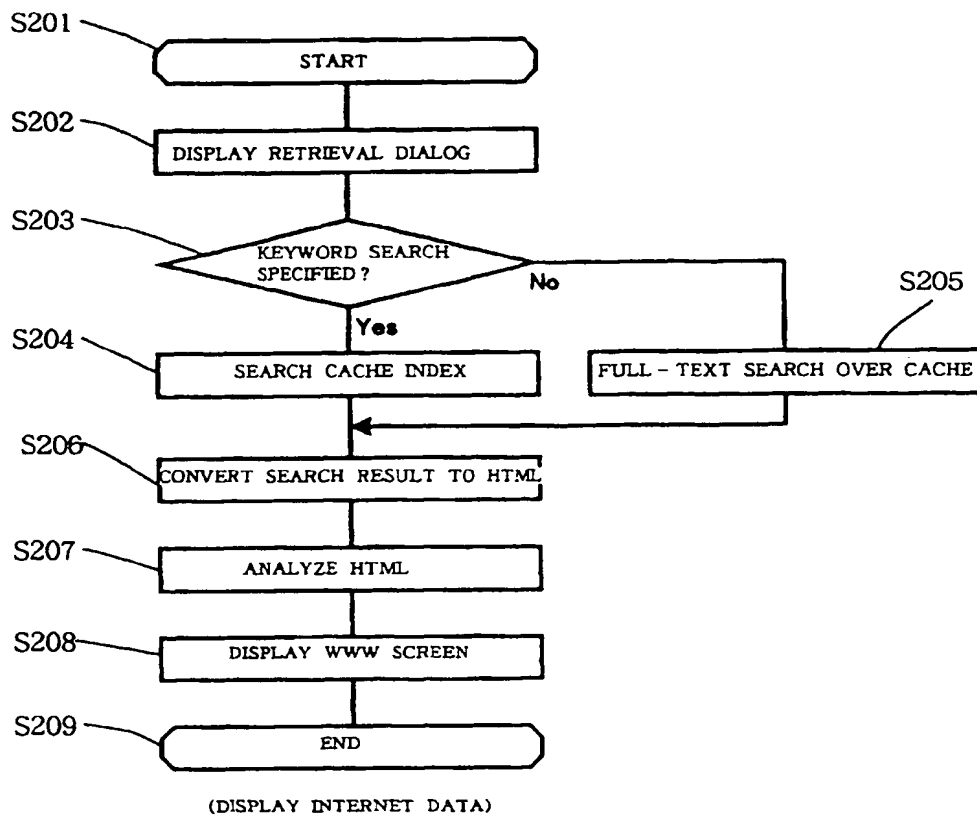 S201
START
S202
DISPLAY RETRIEVAL DIALOG
S203
KEYWORD SEARCH
SPECIFIED?
No
S205
Yes
S204
SEARCH CACHE INDEX
FULL-TEXT SEARCH OVER CACHE
S206
CONVERT SEARCH RESULT TO HTML
S207
ANALYZE HTML
S208
DISPLAY WWW SCREEN
S209
END
(DISPLAY INTERNET DATA)